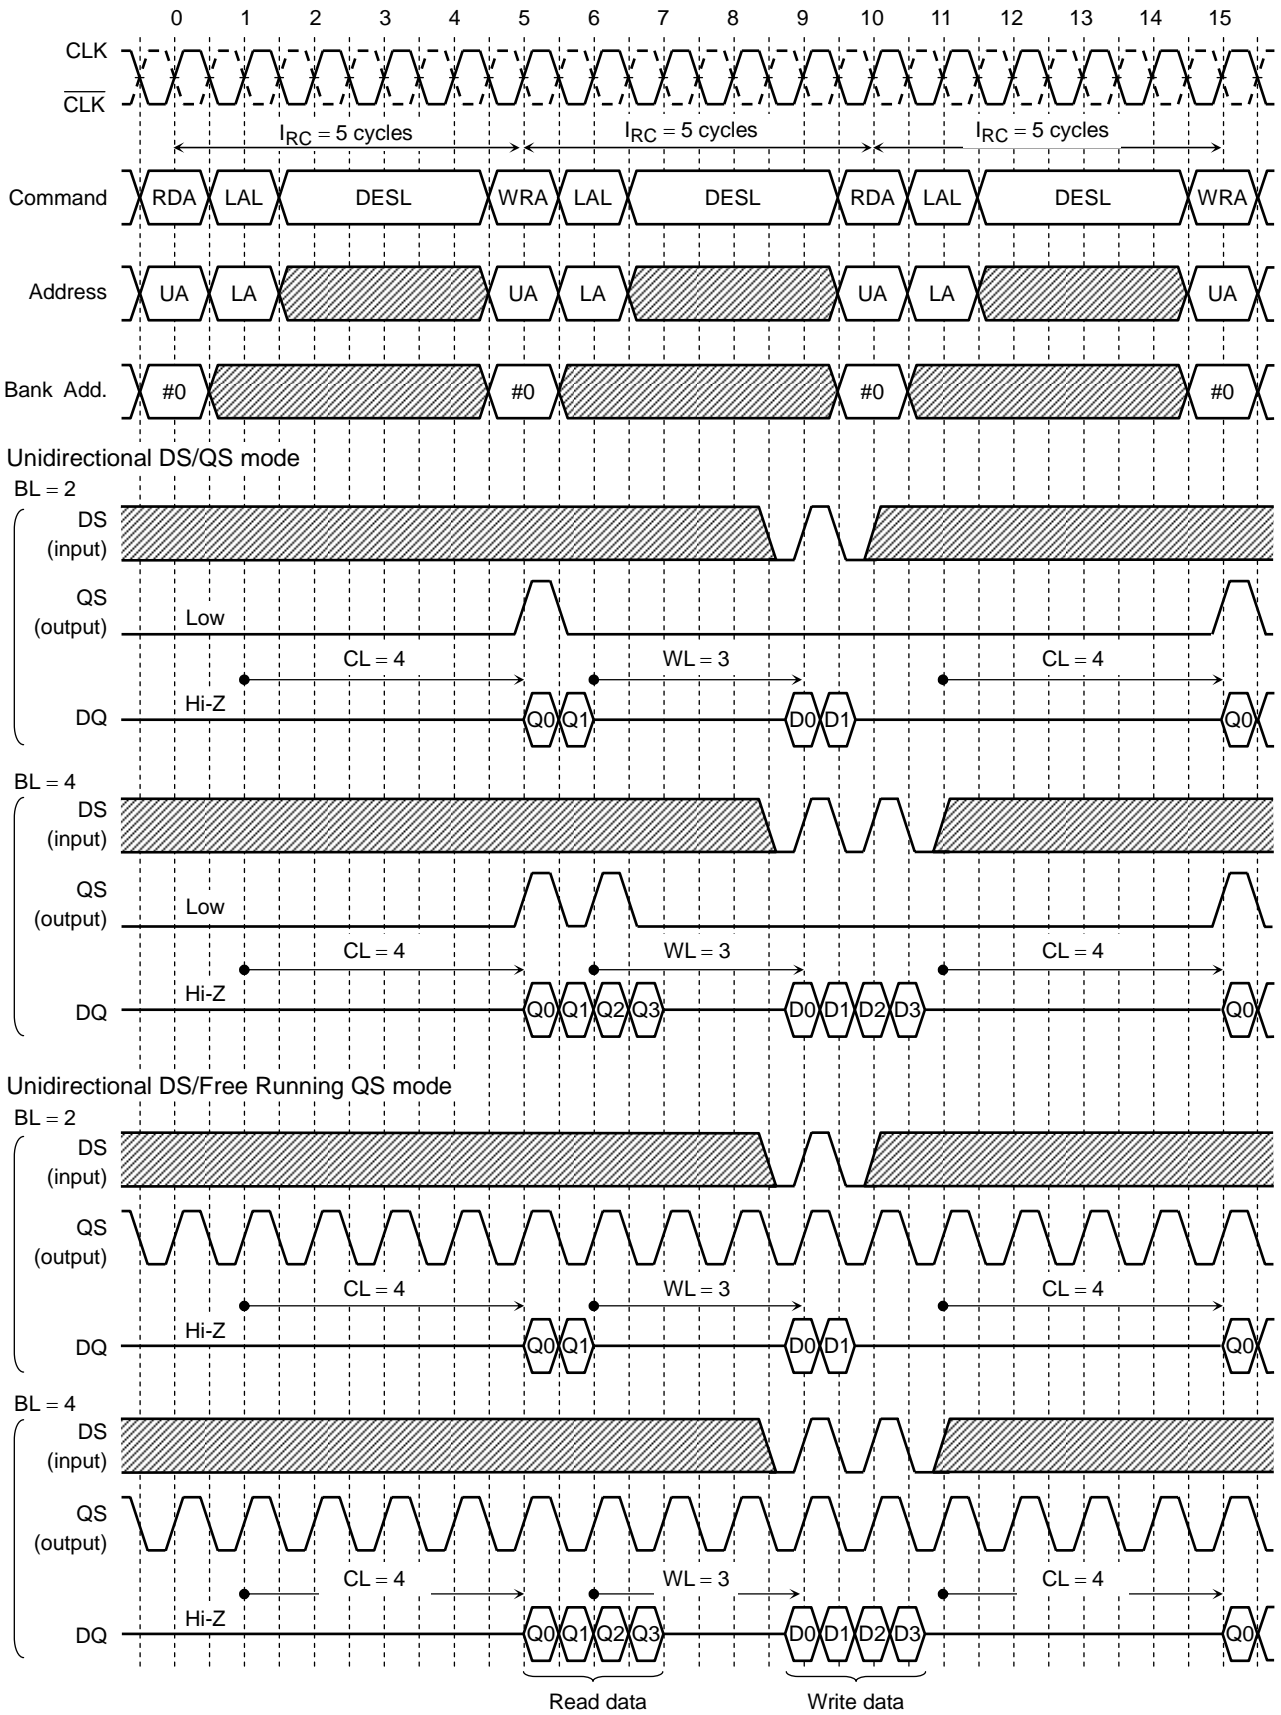 0 1 2 3 4 5 6 7 8 9 10 11 12 13 14 15
CLK
CLK
IRC = 5 cycles IRC = 5 cycles IRC = 5 cycles
Command RDA LAL DESL WRA LAL DESL RDA LAL DESL WRA
Address UA LA UA LA UA LA UA
Bank Add. #0 #0 #0 #0
Unidirectional DS/QS mode
BL = 2
DS
(input)
QS
(output) Low
CL = 4 WL = 3 CL = 4
DQ Hi-Z Q0 Q1 D0 D1 Q0
BL = 4
DS
(input)
QS
(output) Low
CL = 4 WL = 3 CL = 4
DQ Hi-Z Q0 Q1 Q2 Q3 D0 D1 D2 D3 Q0
Unidirectional DS/Free Running QS mode
BL = 2
DS
(input)
QS
(output)
CL = 4 WL = 3 CL = 4
DQ Hi-Z Q0 Q1 D0 D1 Q0
BL = 4
DS
(input)
QS
(output)
CL = 4 WL = 3 CL = 4
DQ Hi-Z Q0 Q1 Q2 Q3 D0 D1 D2 D3 Q0
Read data Write data